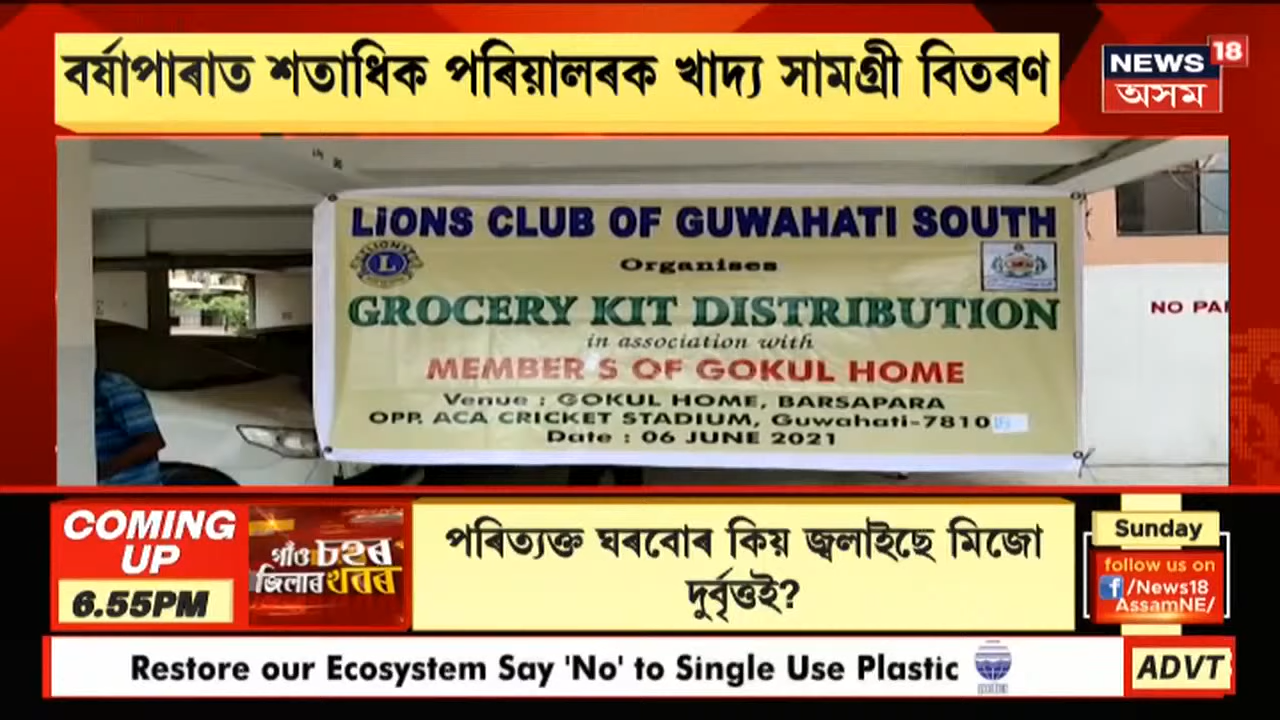 বৰ্ষাপাৰাত শতাধিক পৰিয়ালৰক খাদ্য সামগ্ৰী বিতৰণ
NEWS 18
অসম
LIONS CLUB OF GUWAHATI SOUTH
LIONS
L
Organises
GROCERY KIT DISTRIBUTION
in association with
MEMBER S OF GOKUL HOME
Venue : GOKUL HOME, BARSAPARA
OPP. ACA CRICKET STADIUM, Guwahati-7810
Date : 06 JUNE 2021
NO PAR
COMING UP
6.55PM
গাঁও চহৰ
জিলাৰ খবৰ
পৰিত্যক্ত ঘৰবোৰ কিয় জ্বলাইছে মিজো
দুৰ্বৃত্তই?
Sunday
follow us on
f /News18
AssamNE/
Restore our Ecosystem Say 'No' to Single Use Plastic
ADVT